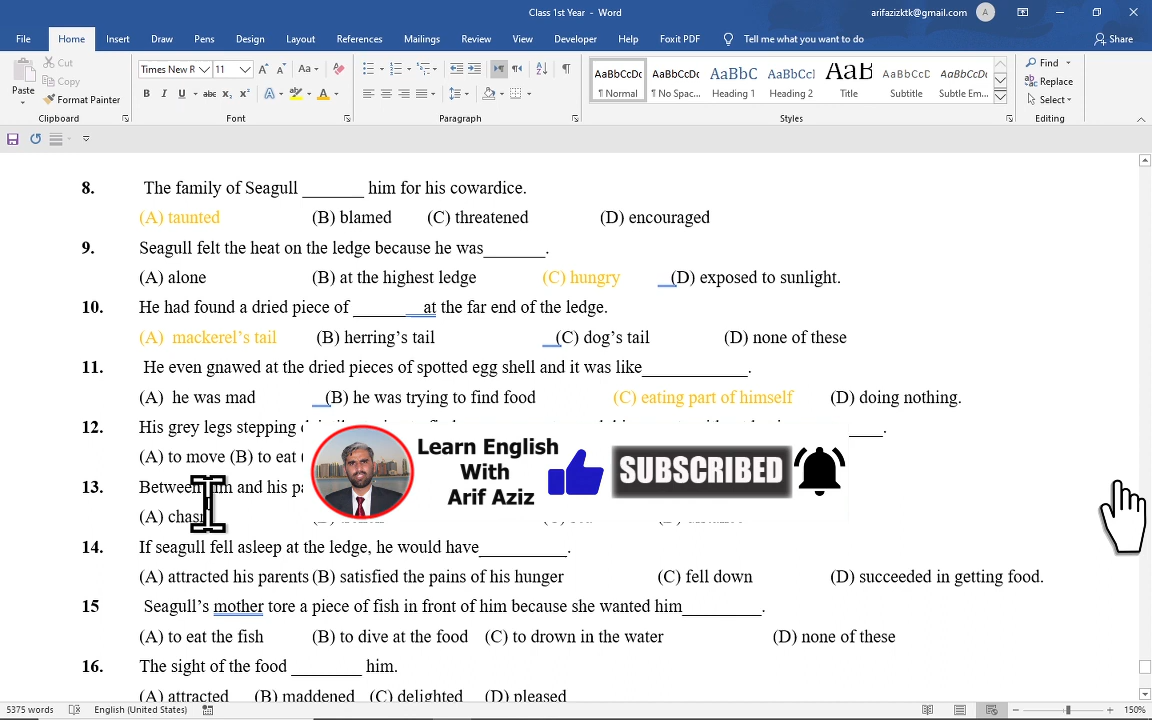 Class 1st Year - Word
arifazizktk@gmail.com A
File Home Insert Draw Pens Design Layout References Mailings Review View Developer Help Foxit PDF Tell me what you want to do Share
Paste Cut Copy Format Painter
Times New R 11
AaBbCcDc AaBbCcDc AaBbC AaBbCcl AaB AaBbCcD AaBbCcDc
¶ Normal ¶ No Spac... Heading 1 Heading 2 Title Subtitle Subtle Em...
Find Replace Select
Clipboard Font Paragraph Styles Editing
8. The family of Seagull _______ him for his cowardice.
(A) taunted (B) blamed (C) threatened (D) encouraged
9. Seagull felt the heat on the ledge because he was_______.
(A) alone (B) at the highest ledge (C) hungry (D) exposed to sunlight.
10. He had found a dried piece of _________at the far end of the ledge.
(A) mackerel's tail (B) herring's tail (C) dog's tail (D) none of these
11. He even gnawed at the dried pieces of spotted egg shell and it was like____________.
(A) he was mad (B) he was trying to find food (C) eating part of himself (D) doing nothing.
12. His grey legs stepping
(A) to move (B) to eat
13. Between and his
(A)
Learn English
With
Arif Aziz
SUBSCRIBED
14. If seagull fell asleep at the ledge, he would have__________.
(A) attracted his parents (B) satisfied the pains of his hunger (C) fell down (D) succeeded in getting food.
15 Seagull's mother tore a piece of fish in front of him because she wanted him_________.
(A) to eat the fish (B) to dive at the food (C) to drown in the water (D) none of these
16. The sight of the food ________ him.
(A) attracted (B) maddened (C) delighted (D) pleased
5375 words English (United States) 150%